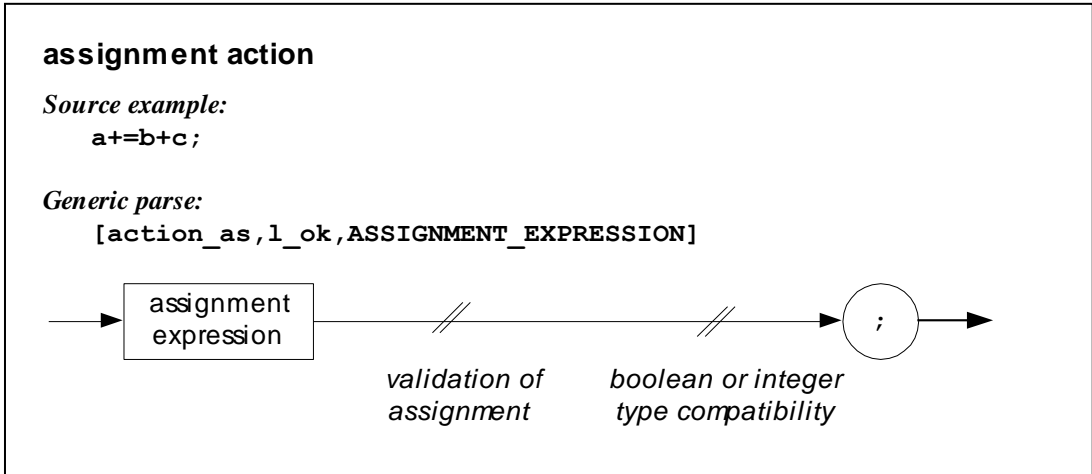 assignment action
Source example:
a+=b+c;
Generic parse:
[action_as,l_ok,ASSIGNMENT_EXPRESSION]
assignment
expression
;
validation of
assignment
boolean or integer
type compatibility